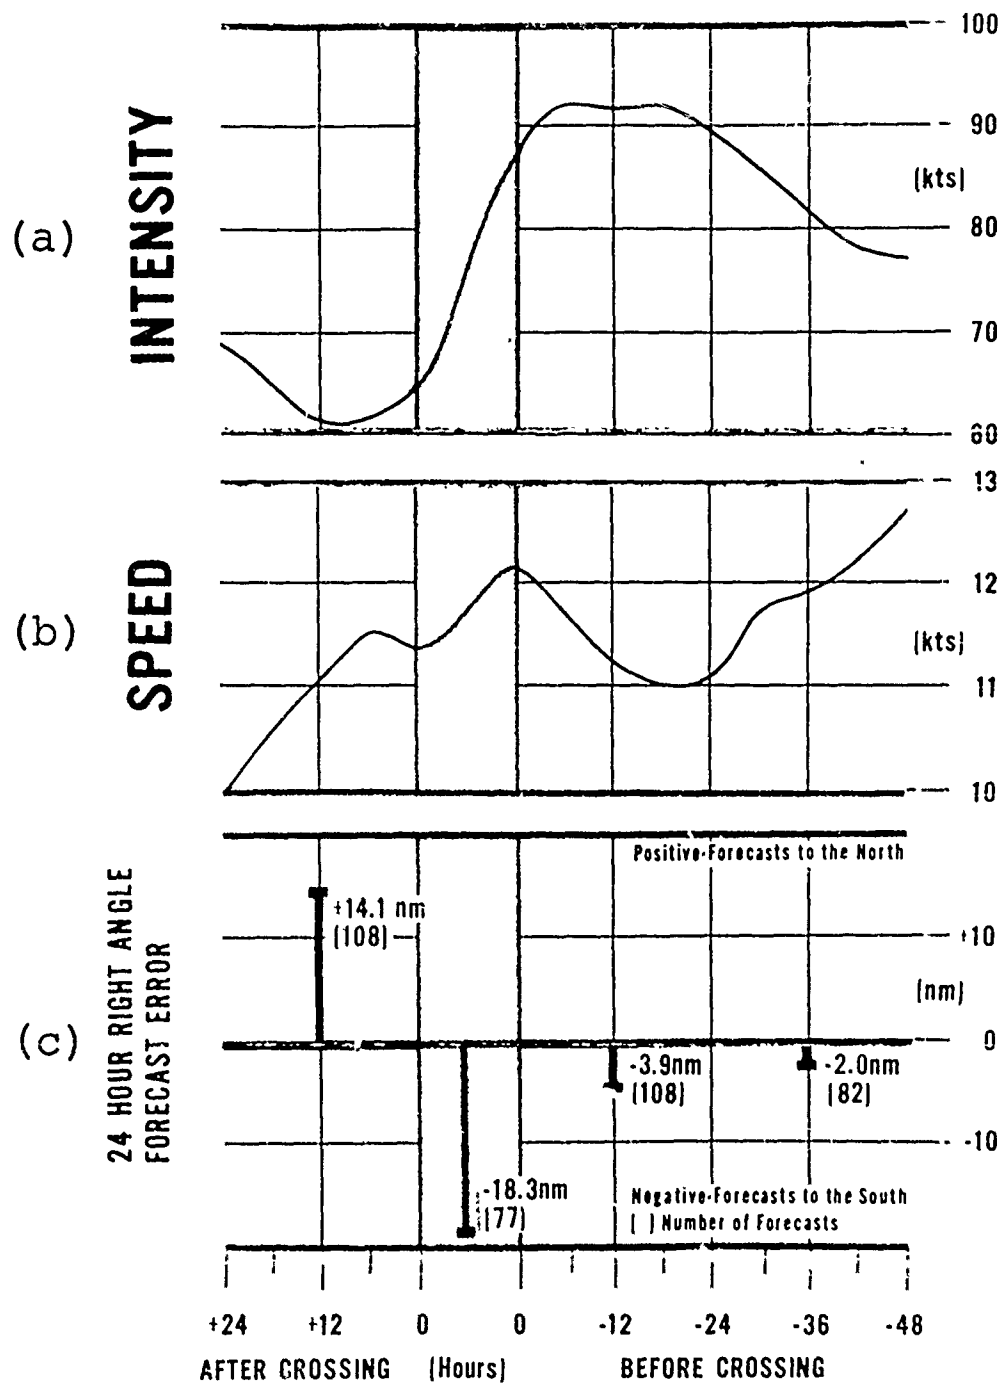 (a)
INTENSITY
100
90
(kts)
80
70
60
(b)
SPEED
13
12
(kts)
11
10
(c)
24 HOUR RIGHT ANGLE
FORECAST ERROR
Positive-Forecasts to the North
+14.1 nm
(108)
+10
(nm)
0
-3.9nm
(108)
-2.0nm
(82)
-10
-18.3nm
(77)
Negative-Forecasts to the South
( ) Number of Forecasts
+24 +12 0 0 -12 -24 -36 -48
AFTER CROSSING (Hours) BEFORE CROSSING